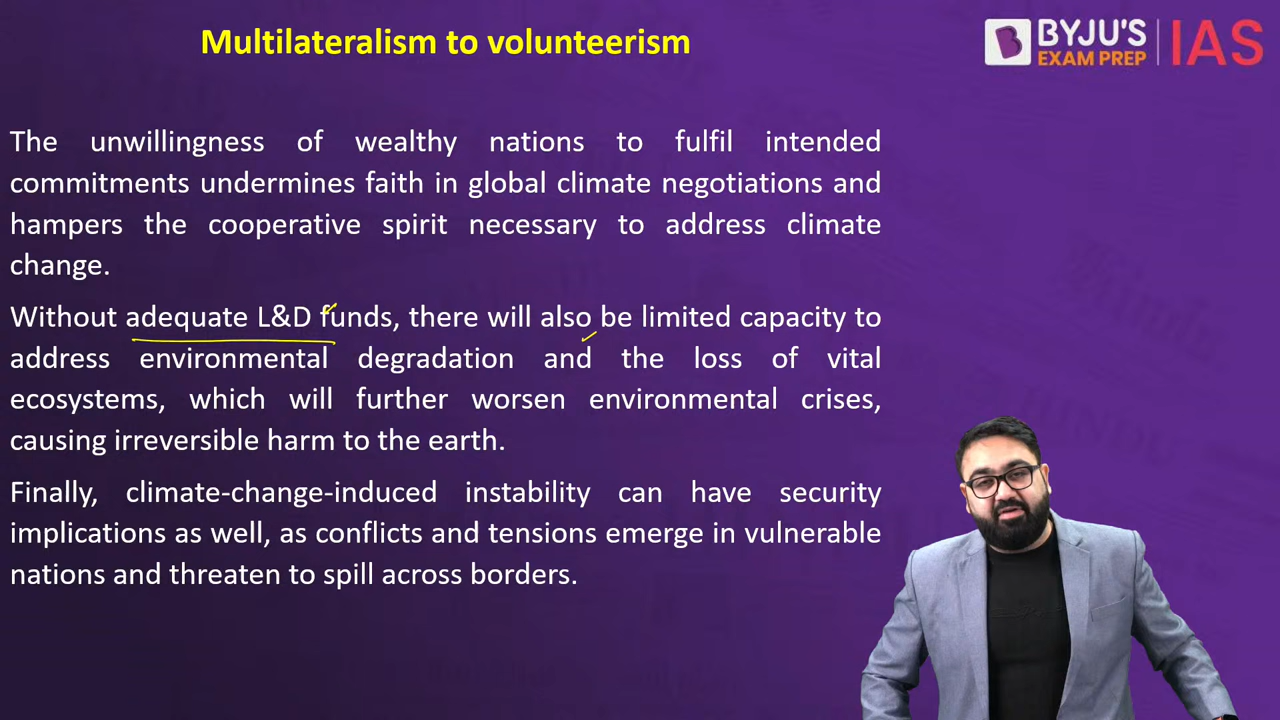 Multilateralism to volunteerism
BYJU'S
EXAM PREP
IAS
The unwillingness of wealthy nations to fulfil intended
commitments undermines faith in global climate negotiations and
hampers the cooperative spirit necessary to address climate
change.
Without adequate L&D funds, there will also be limited capacity to
address environmental degradation and the loss of vital
ecosystems, which will further worsen environmental crises,
causing irreversible harm to the earth.
Finally, climate-change-induced instability can have security
implications as well, as conflicts and tensions emerge in vulnerable
nations and threaten to spill across borders.